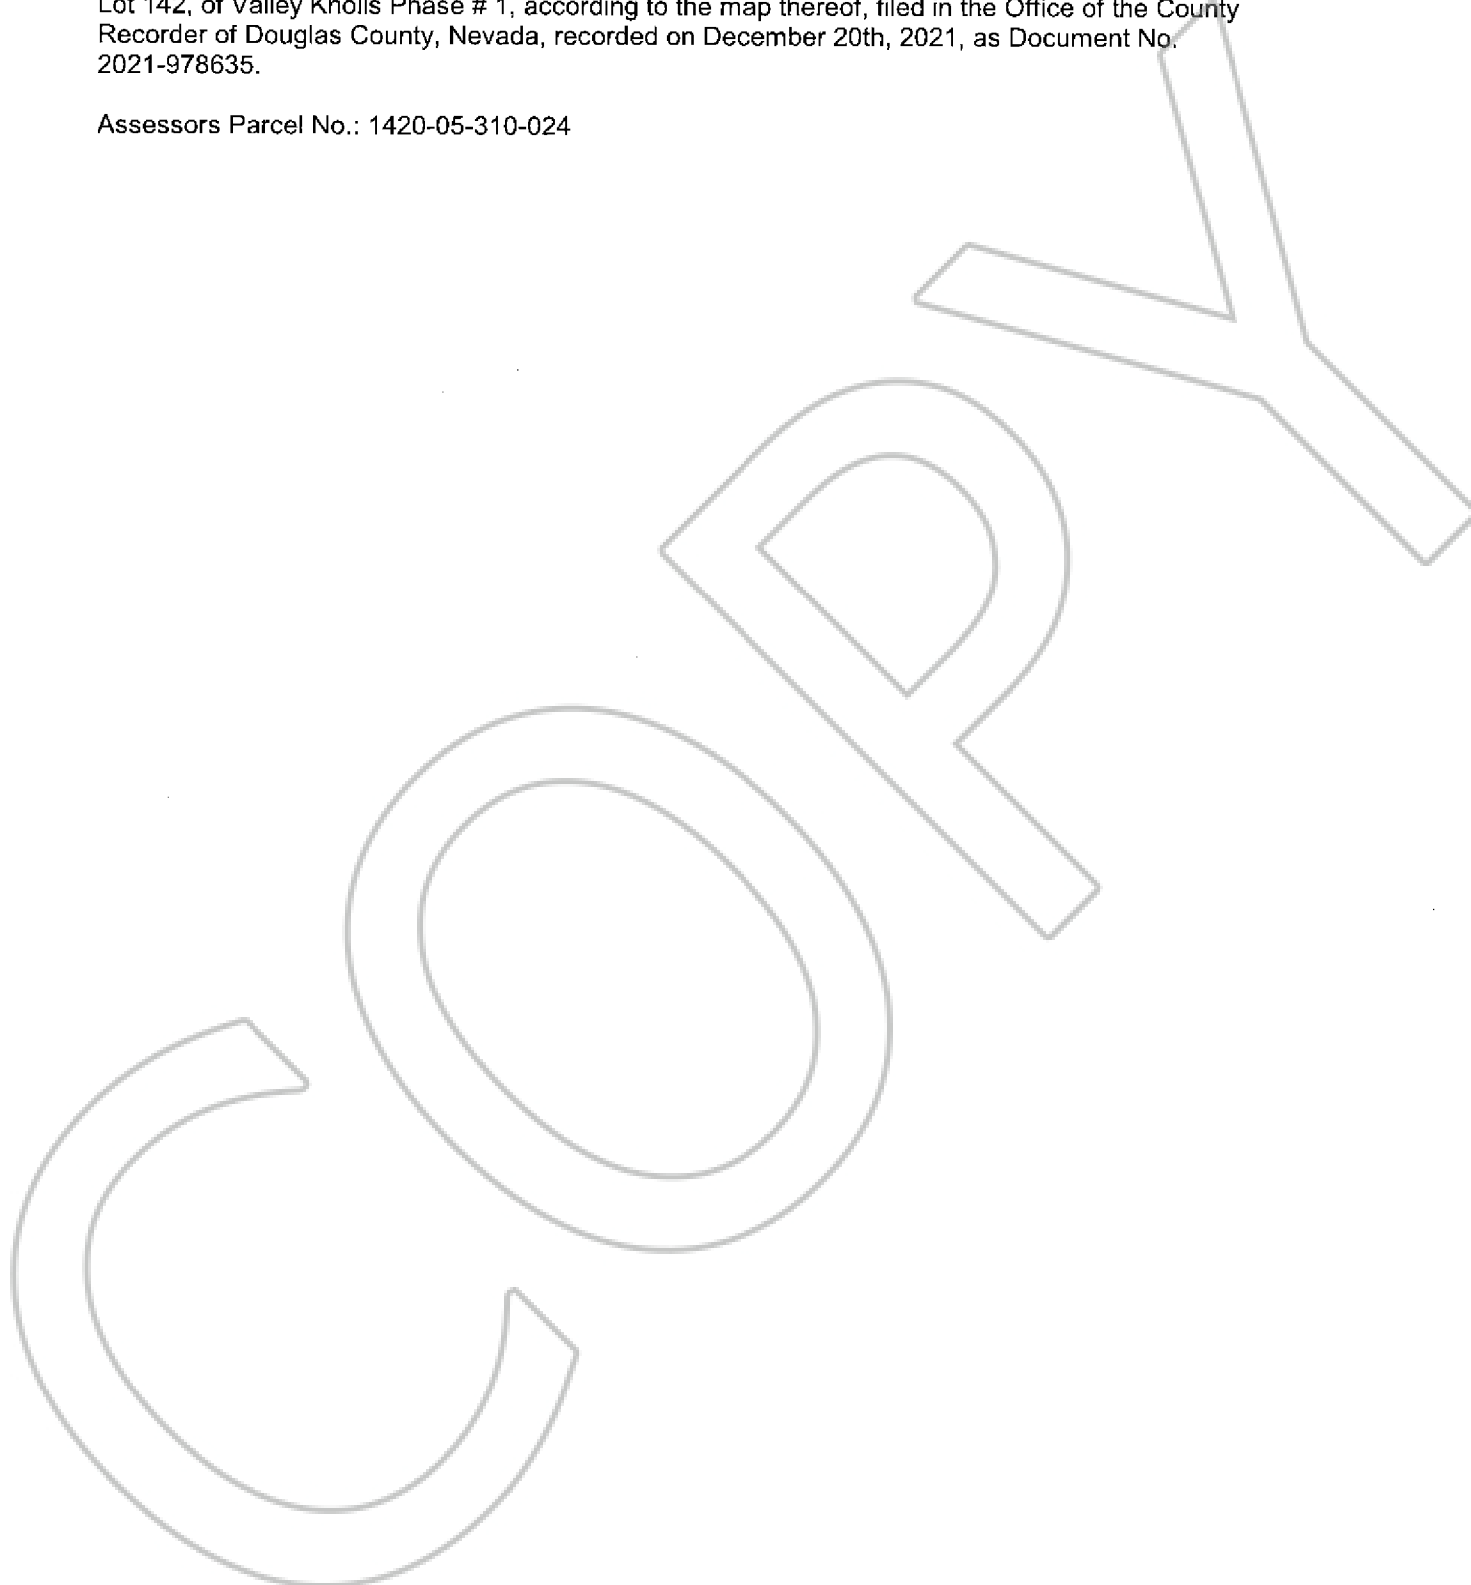 Lot 142, of Valley Knolls Phase # 1, according to the map thereof, filed in the Office of the County
Recorder of Douglas County, Nevada, recorded on December 20th, 2021, as Document No.
2021-978635.
Assessors Parcel No.: 1420-05-310-024
COPY